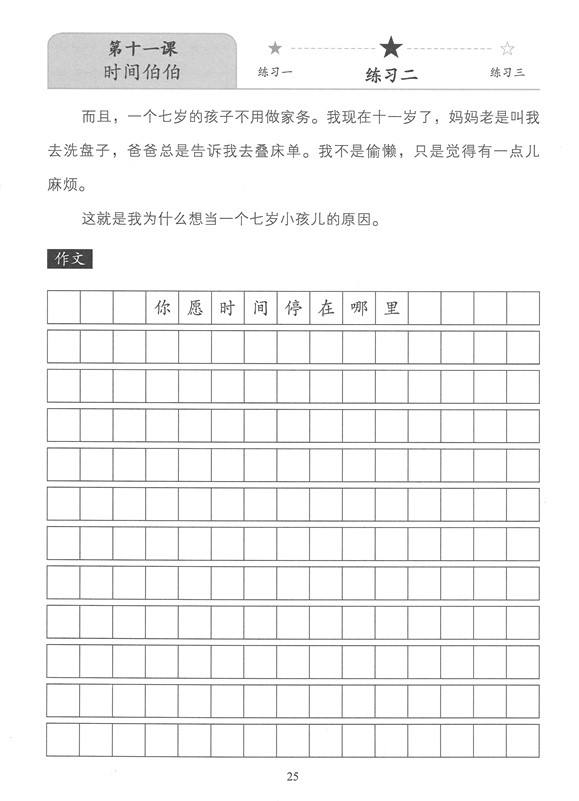 第十一课
时间伯伯
练习一
练习二
练习三
而且，一个七岁的孩子不用做家务。我现在十一岁了，妈妈老是叫我
去洗盘子，爸爸总是告诉我去叠床单。我不是偷懒，只是觉得有一点儿
麻烦。
这就是我为什么想当一个七岁小孩儿的原因。
作文
你愿时间停在哪里
25